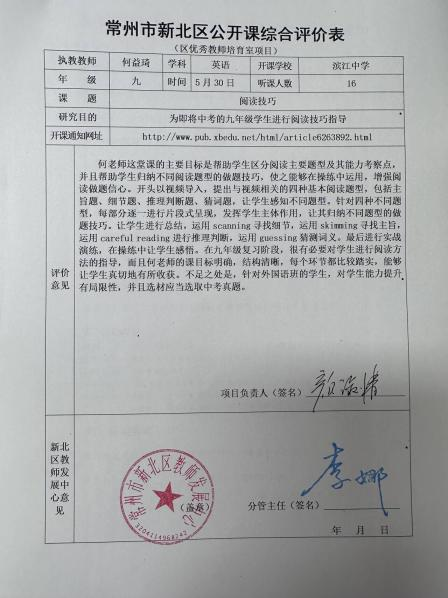 常州市新北区公开课综合评价表
（区优秀教师培育室项目）
执教教师 何益琦 学科 英语 开课学校 滨江中学
年 级 九 时间 5月30日 听课人数 16
课 题 阅读技巧
研究目的 为即将中考的九年级学生进行阅读技巧指导
开课通知网址 http://www.pub.xbedu.net/html/article6263892.html
何老师这堂课的主要目标是帮助学生区分阅读主要题型及其能力考察点，
并且帮助学生归纳不同阅读题型的做题技巧，使之能够在操练中运用，增强阅
读做题信心。开头以视频导入，提出与视频相关的四种基本阅读题型，包括主
旨题、细节题、推理判断题、猜词题，让学生感知不同题型。针对四种不同题
型，每部分逐一进行片段式呈现，发挥学生主体作用，让其归纳不同题型的做
题技巧。让学生进行总结，运用 scanning 寻找细节，运用 skimming 寻找主旨，
运用 careful reading 进行推理判断，运用 guessing 猜测词义。最后进行实战
演练，在操练中让学生感悟。在九年级复习阶段，很有必要对学生进行阅读方
法的指导，而且何老师的课目标明确，结构清晰，每个环节都比较踏实，能够
让学生真切地有所收获。不足之处是，针对外国语班的学生，对学生能力提升
有局限性，并且选材应当选取中考真题。
评价
意见
项目负责人（签名）
新北
区教
师发
展中
心意
见
常州市新北区教师发展中心
3204114968242
（盖章）
分管主任（签名） 李娜
年 月 日